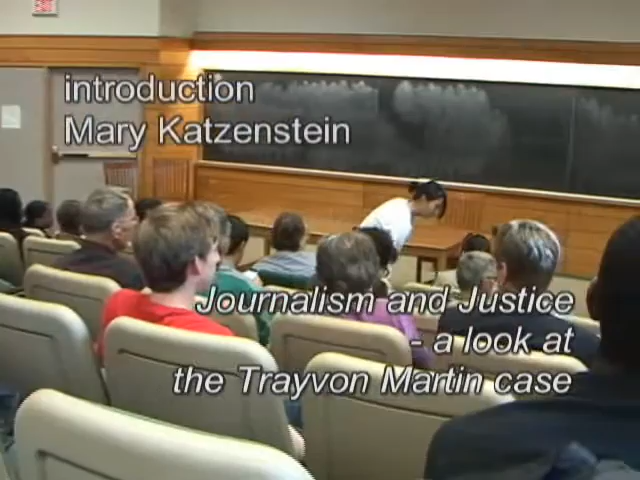 introduction
Mary Katzenstein
Journalism and Justice
- a look at
the Trayvon Martin case